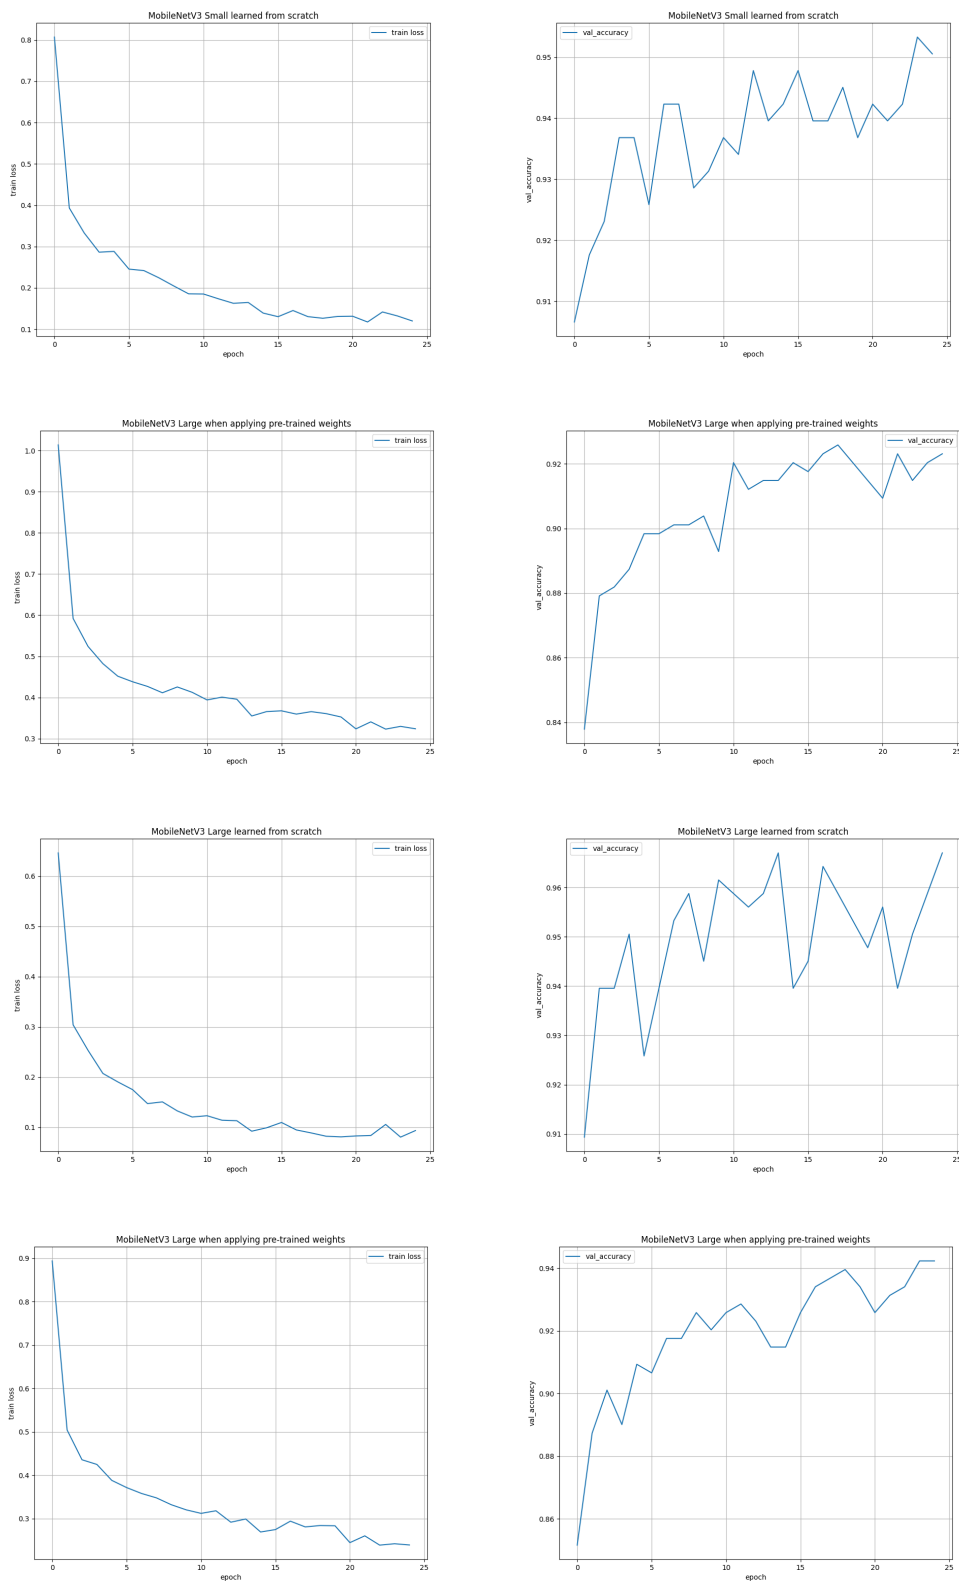 MobileNetV3 Small learned from scratch
train loss
0.8
0.7
0.6
0.5
0.4
0.3
0.2
0.1
train loss
0 5 10 15 20 25
epoch
MobileNetV3 Small learned from scratch
val_accuracy
0.95
0.94
0.93
0.92
0.91
val_accuracy
0 5 10 15 20 25
epoch
MobileNetV3 Large when applying pre-trained weights
train loss
1.0
0.9
0.8
0.7
0.6
0.5
0.4
0.3
train loss
0 5 10 15 20 25
epoch
MobileNetV3 Large when applying pre-trained weights
val_accuracy
0.92
0.90
0.88
0.86
0.84
val_accuracy
0 5 10 15 20 25
epoch
MobileNetV3 Large learned from scratch
train loss
0.6
0.5
0.4
0.3
0.2
0.1
train loss
0 5 10 15 20 25
epoch
MobileNetV3 Large learned from scratch
val_accuracy
0.96
0.95
0.94
0.93
0.92
0.91
val_accuracy
0 5 10 15 20 25
epoch
MobileNetV3 Large when applying pre-trained weights
train loss
0.9
0.8
0.7
0.6
0.5
0.4
0.3
train loss
0 5 10 15 20 25
epoch
MobileNetV3 Large when applying pre-trained weights
val_accuracy
0.94
0.92
0.90
0.88
0.86
val_accuracy
0 5 10 15 20 25
epoch